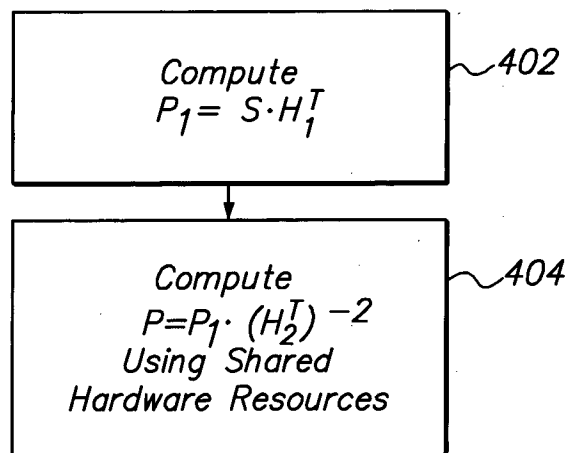 Compute
P₁ = S·H₁ᵀ
402
Compute
P=P₁·(H₂ᵀ)⁻²
Using Shared
Hardware Resources
404